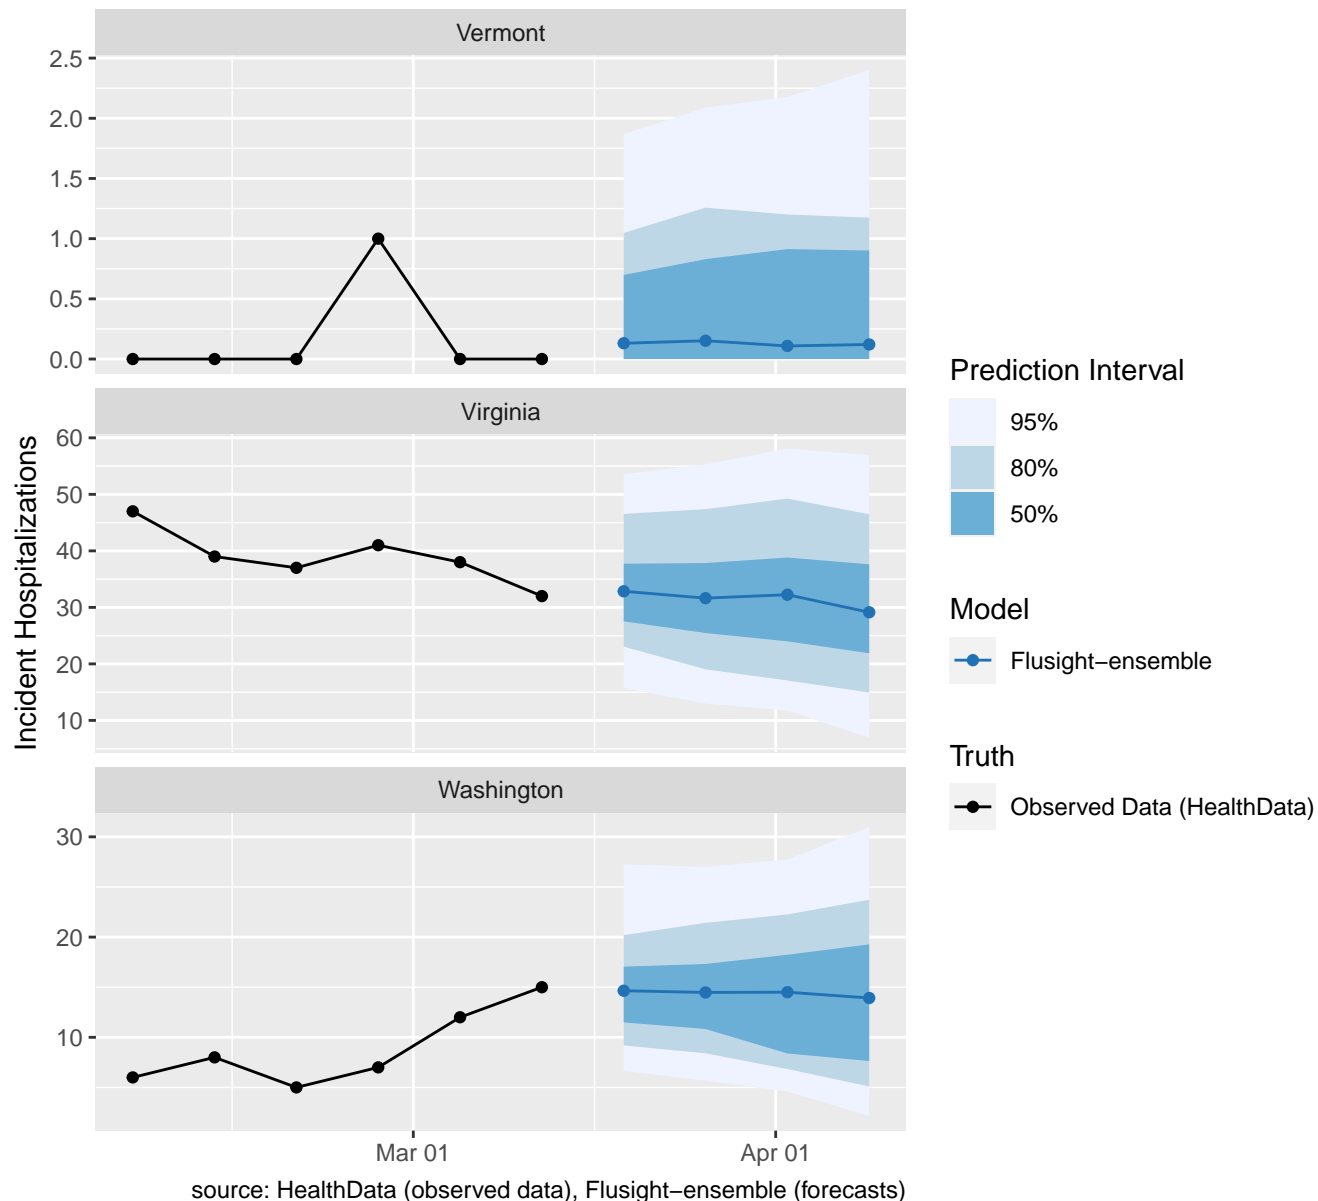 Vermont
2.5
2.0
1.5
1.0
0.5
0.0
Virginia
60
50
40
30
20
10
Washington
30
20
10
Incident Hospitalizations
Mar 01
Apr 01
source: HealthData (observed data), Flusight−ensemble (forecasts)
Prediction Interval
95%
80%
50%
Model
Flusight−ensemble
Truth
Observed Data (HealthData)